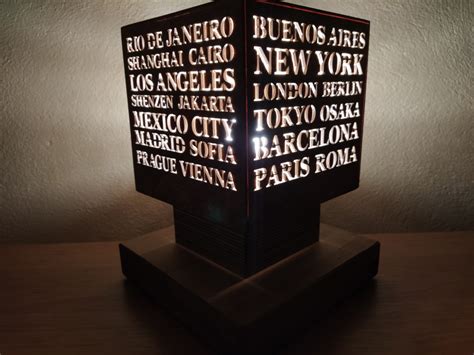 RIO DE JANEIRO
SHANGHAI CAIRO
LOS ANGELES
SHENZEN JAKARTA
MEXICO CITY
MADRID SOFIA
PRAGUE VIENNA
BUENOS AIRES
NEW YORK
LONDON BERLIN
TOKYO OSAKA
BARCELONA
PARIS ROMA